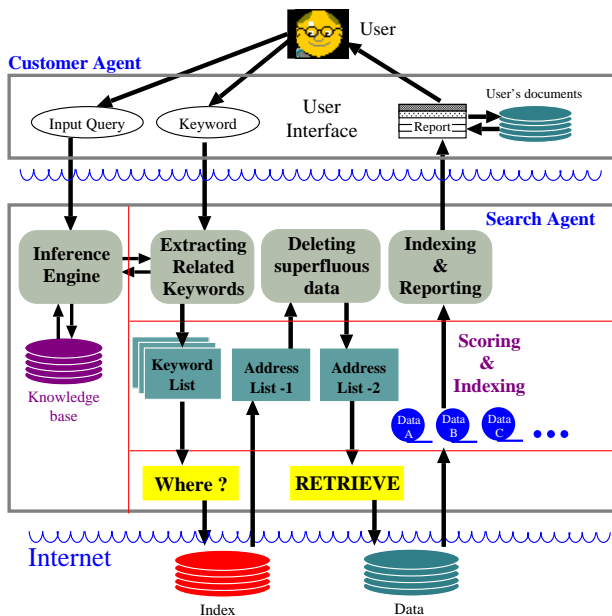 User
Customer Agent
Input Query
Keyword
User
Interface
Report
User's documents
Search Agent
Inference
Engine
Extracting
Related
Keywords
Deleting
superfluous
data
Indexing
&
Reporting
Knowledge
base
Keyword
List
Address
List -1
Address
List -2
Scoring
&
Indexing
Data
A
Data
B
Data
C
Where ?
RETRIEVE
Internet
Index
Data